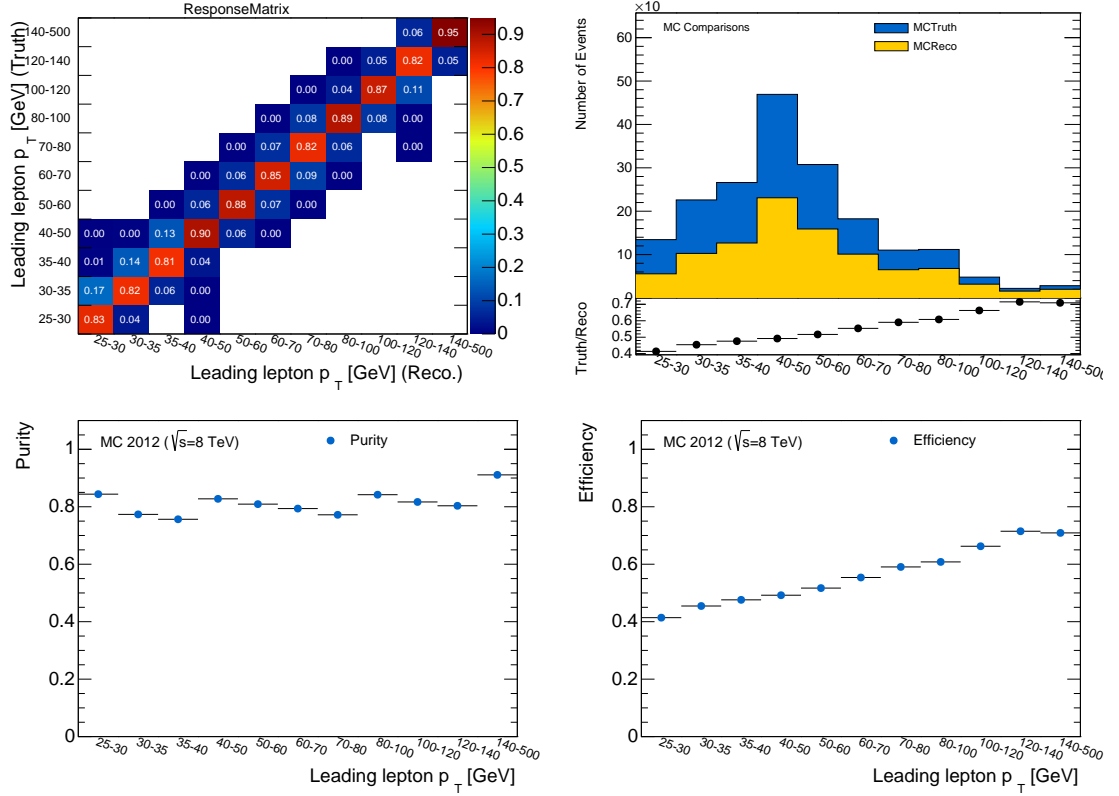 ResponseMatrix
Leading lepton p_T [GeV] (Truth)
140-500 0.06 0.95
120-140 0.00 0.05 0.82 0.05
100-120 0.00 0.04 0.87 0.11
80-100 0.00 0.08 0.89 0.08 0.00
70-80 0.00 0.07 0.82 0.06 0.00
60-70 0.00 0.06 0.85 0.09 0.00
50-60 0.00 0.06 0.88 0.07 0.00
40-50 0.00 0.00 0.13 0.90 0.06 0.00
35-40 0.01 0.14 0.81 0.04
30-35 0.17 0.82 0.06 0.00
25-30 0.83 0.04 0.00
25-30 30-35 35-40 40-50 50-60 60-70 70-80 80-100 100-120 120-140 140-500
Leading lepton p_T [GeV] (Reco.)
0.9
0.8
0.7
0.6
0.5
0.4
0.3
0.2
0.1
0
×10
MC Comparisons
MCTruth
MCReco
Number of Events
60
50
40
30
20
10
Truth/Reco
0.7
0.6
0.5
0.4
25-30 30-35 35-40 40-50 50-60 60-70 70-80 80-100 100-120 120-140 140-500
Leading lepton p_T [GeV]
MC 2012 (√s=8 TeV)
Purity
Purity
1
0.8
0.6
0.4
0.2
0
25-30 30-35 35-40 40-50 50-60 60-70 70-80 80-100 100-120 120-140 140-500
Leading lepton p_T [GeV]
MC 2012 (√s=8 TeV)
Efficiency
Efficiency
1
0.8
0.6
0.4
0.2
0
25-30 30-35 35-40 40-50 50-60 60-70 70-80 80-100 100-120 120-140 140-500
Leading lepton p_T [GeV]